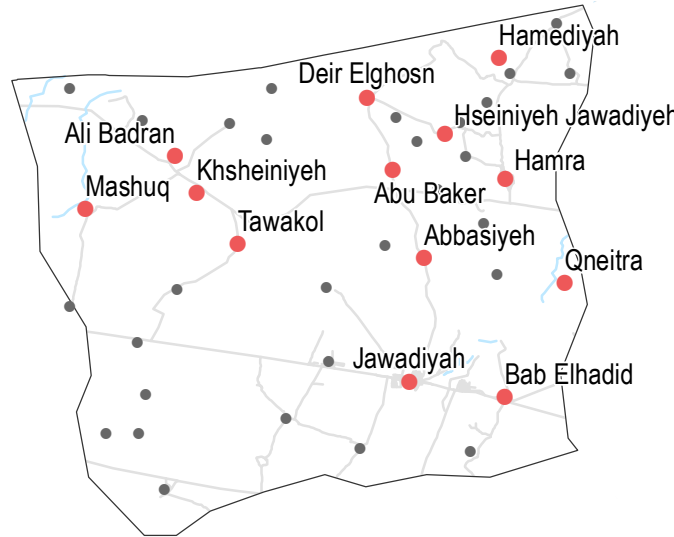 Hamediyah
Deir Elghosn
Hseiniyeh Jawadiyeh
Ali Badran
Khsheiniyeh
Hamra
Mashuq
Abu Baker
Tawakol
Abbasiyeh
Qneitra
Jawadiyah
Bab Elhadid